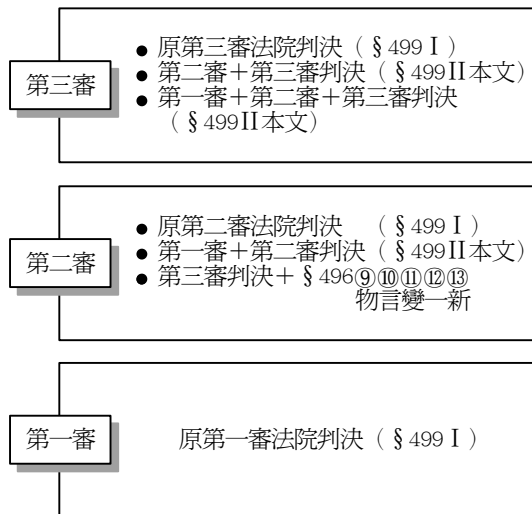 第三審
● 原第三審法院判決（§499Ⅰ）
● 第二審＋第三審判決（§499Ⅱ本文）
● 第一審＋第二審＋第三審判決
（§499Ⅱ本文）
第二審
● 原第二審法院判決　（§499Ⅰ）
● 第一審＋第二審判決（§499Ⅱ本文）
● 第三審判決＋§496⑨⑩⑪⑫⑬
物言變一新
第一審
原第一審法院判決（§499Ⅰ）